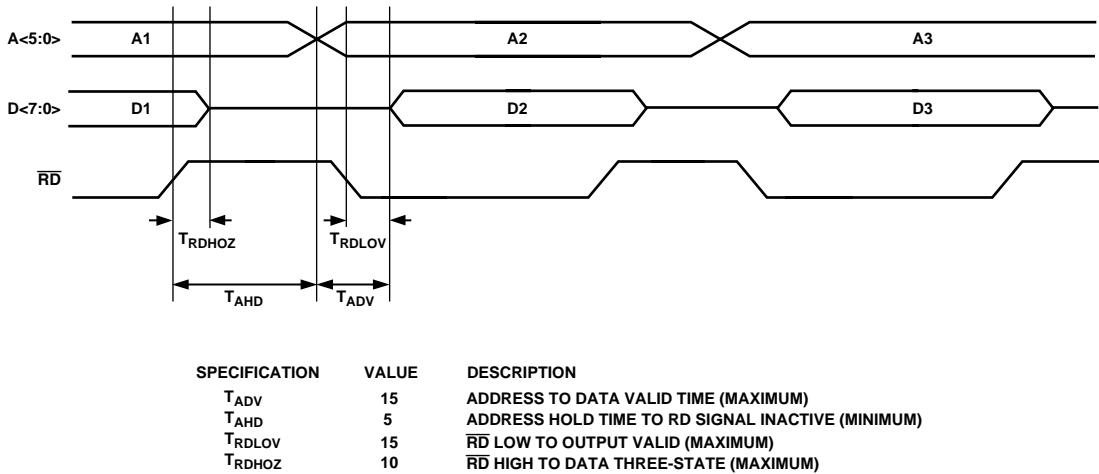 A<5:0> A1 A2 A3
D<7:0> D1 D2 D3
RD
TRDHOZ TRDLOV
TAHD TADV
SPECIFICATION VALUE DESCRIPTION
TADV 15 ADDRESS TO DATA VALID TIME (MAXIMUM)
TAHD 5 ADDRESS HOLD TIME TO RD SIGNAL INACTIVE (MINIMUM)
TRDLOV 15 RD LOW TO OUTPUT VALID (MAXIMUM)
TRDHOZ 10 RD HIGH TO DATA THREE-STATE (MAXIMUM)